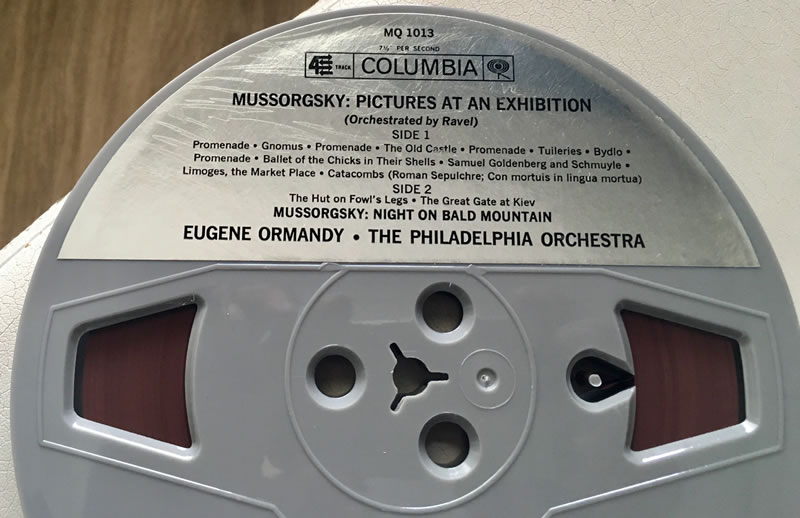 MQ 1013
7½" PER SECOND
4 TRACK COLUMBIA
MUSSORGSKY: PICTURES AT AN EXHIBITION
(Orchestrated by Ravel)
SIDE 1
Promenade • Gnomus • Promenade • The Old Castle • Promenade • Tuileries • Bydlo •
Promenade • Ballet of the Chicks in Their Shells • Samuel Goldenberg and Schmuyle •
Limoges, the Market Place • Catacombs (Roman Sepulchre; Con mortuis in lingua mortua)
SIDE 2
The Hut on Fowl's Legs • The Great Gate at Kiev
MUSSORGSKY: NIGHT ON BALD MOUNTAIN
EUGENE ORMANDY • THE PHILADELPHIA ORCHESTRA